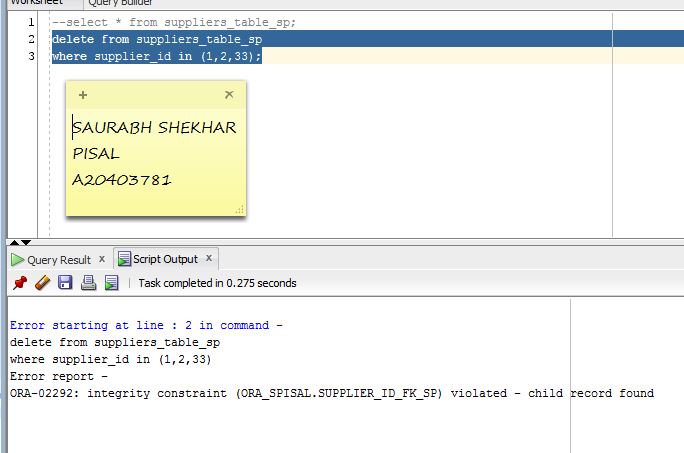 Worksheet Query Builder
1 --select * from suppliers_table_sp;
2 delete from suppliers_table_sp
3 where supplier_id in (1,2,33);
SAURABH SHEKHAR
PISAL
A20403781
Query Result x Script Output x
Task completed in 0.275 seconds
Error starting at line : 2 in command -
delete from suppliers_table_sp
where supplier_id in (1,2,33)
Error report -
ORA-02292: integrity constraint (ORA_SPISAL.SUPPLIER_ID_FK_SP) violated - child record found